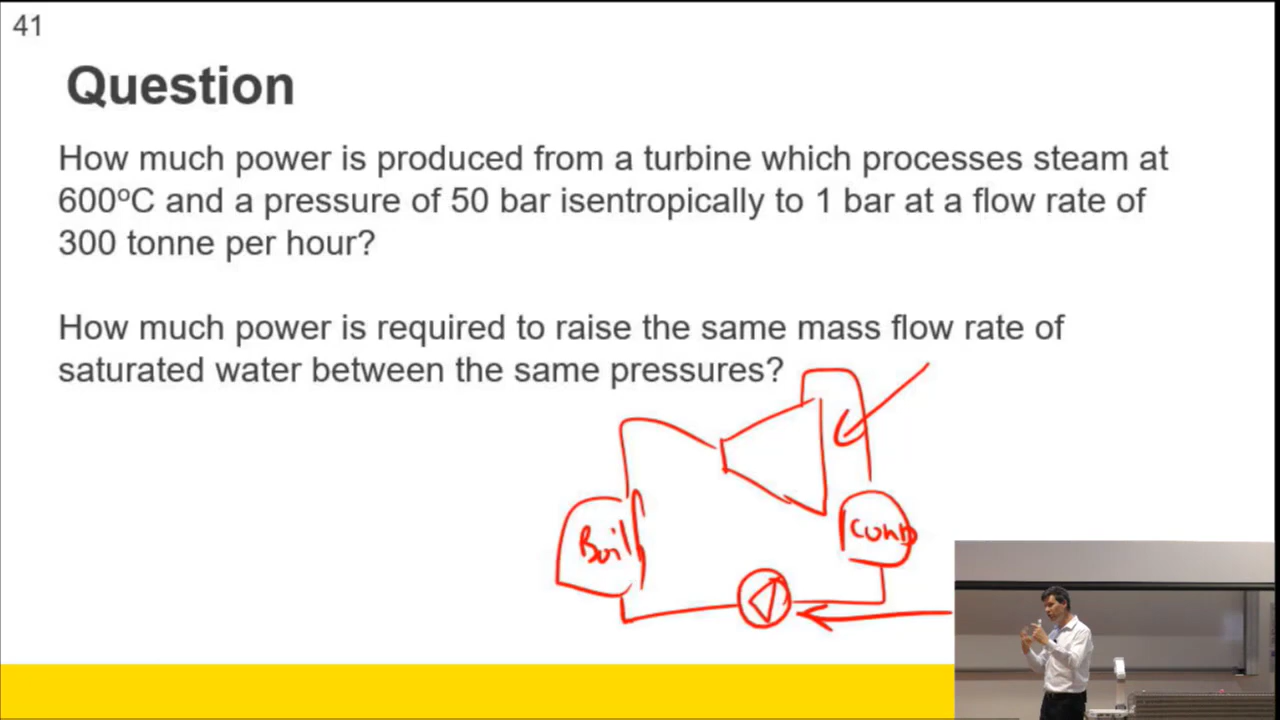 41
Question
How much power is produced from a turbine which processes steam at
600°C and a pressure of 50 bar isentropically to 1 bar at a flow rate of
300 tonne per hour?
How much power is required to raise the same mass flow rate of
saturated water between the same pressures?
Boil
Cond